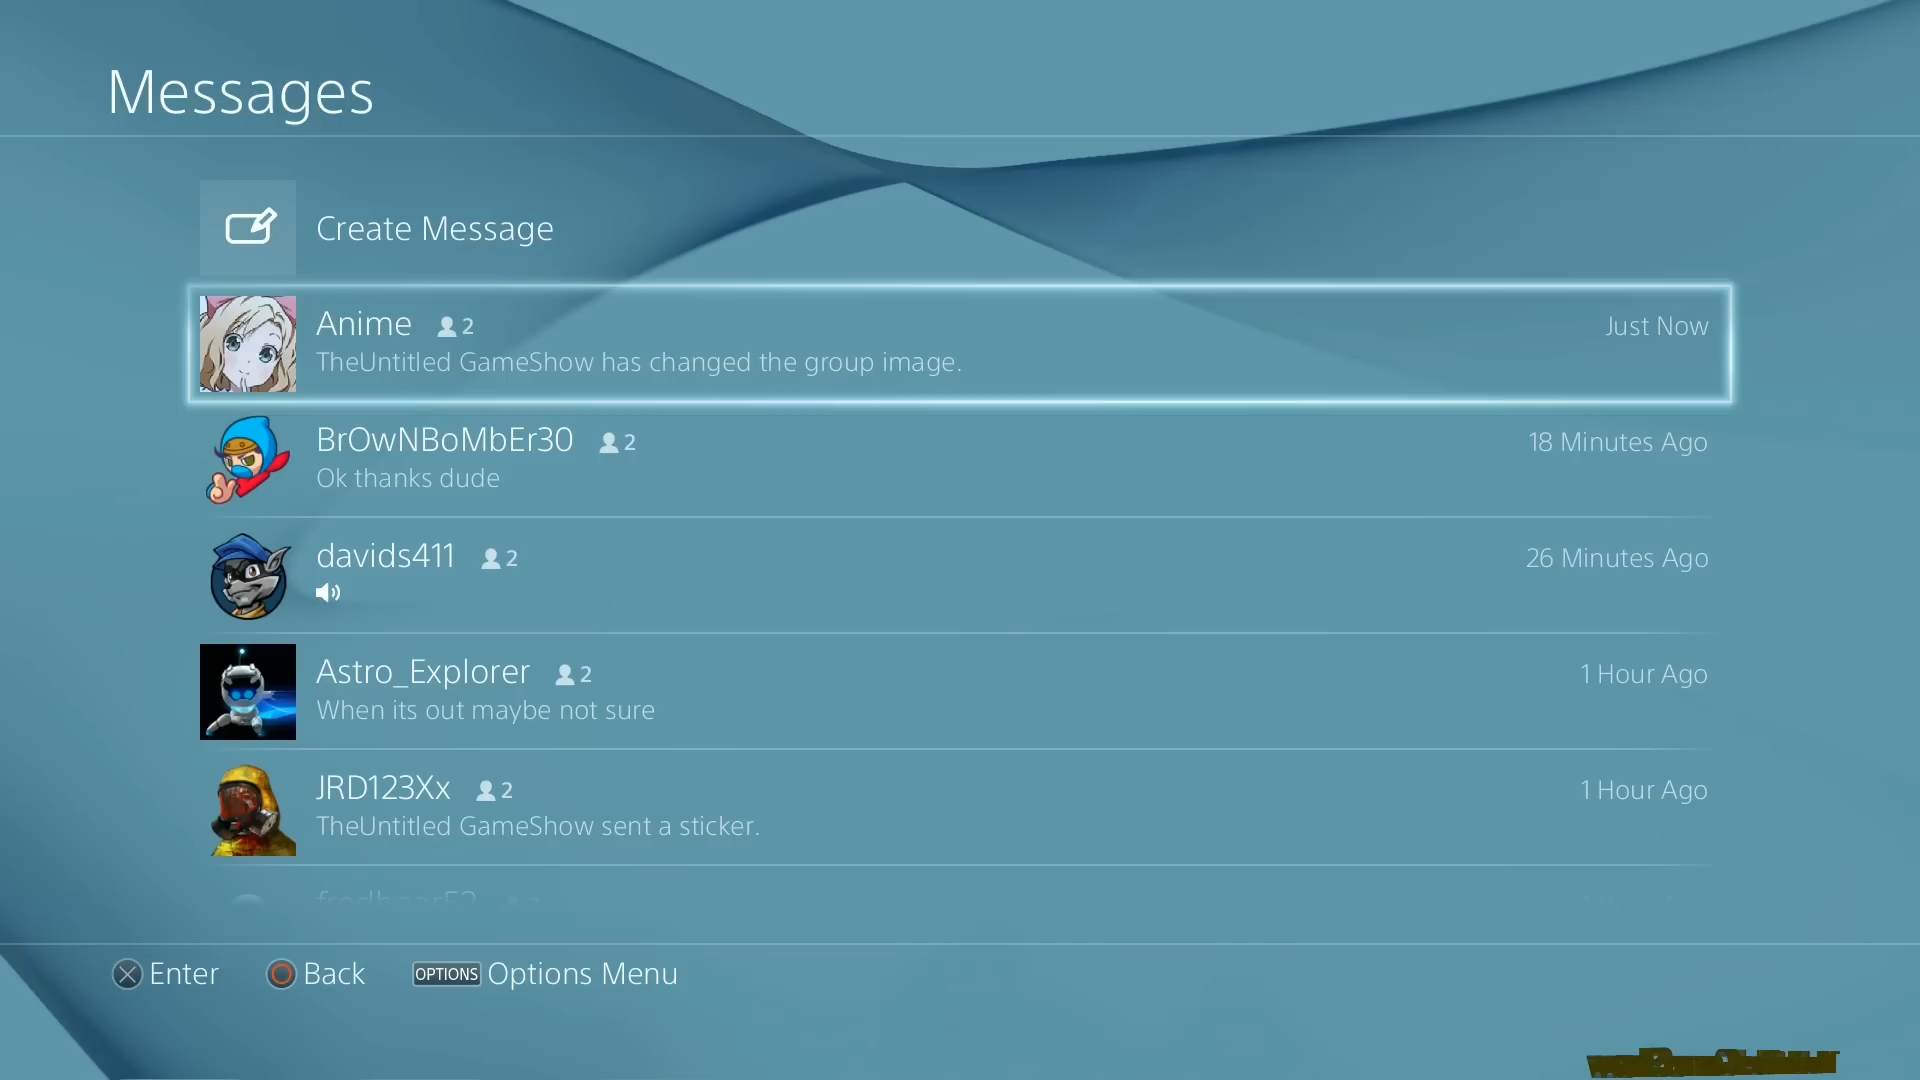 Messages
Create Message
Anime 2 Just Now
TheUntitled GameShow has changed the group image.
BrOwNBoMbEr30 2 18 Minutes Ago
Ok thanks dude
davids411 2 26 Minutes Ago
Astro_Explorer 2 1 Hour Ago
When its out maybe not sure
JRD123Xx 2 1 Hour Ago
TheUntitled GameShow sent a sticker.
Enter Back OPTIONS Options Menu